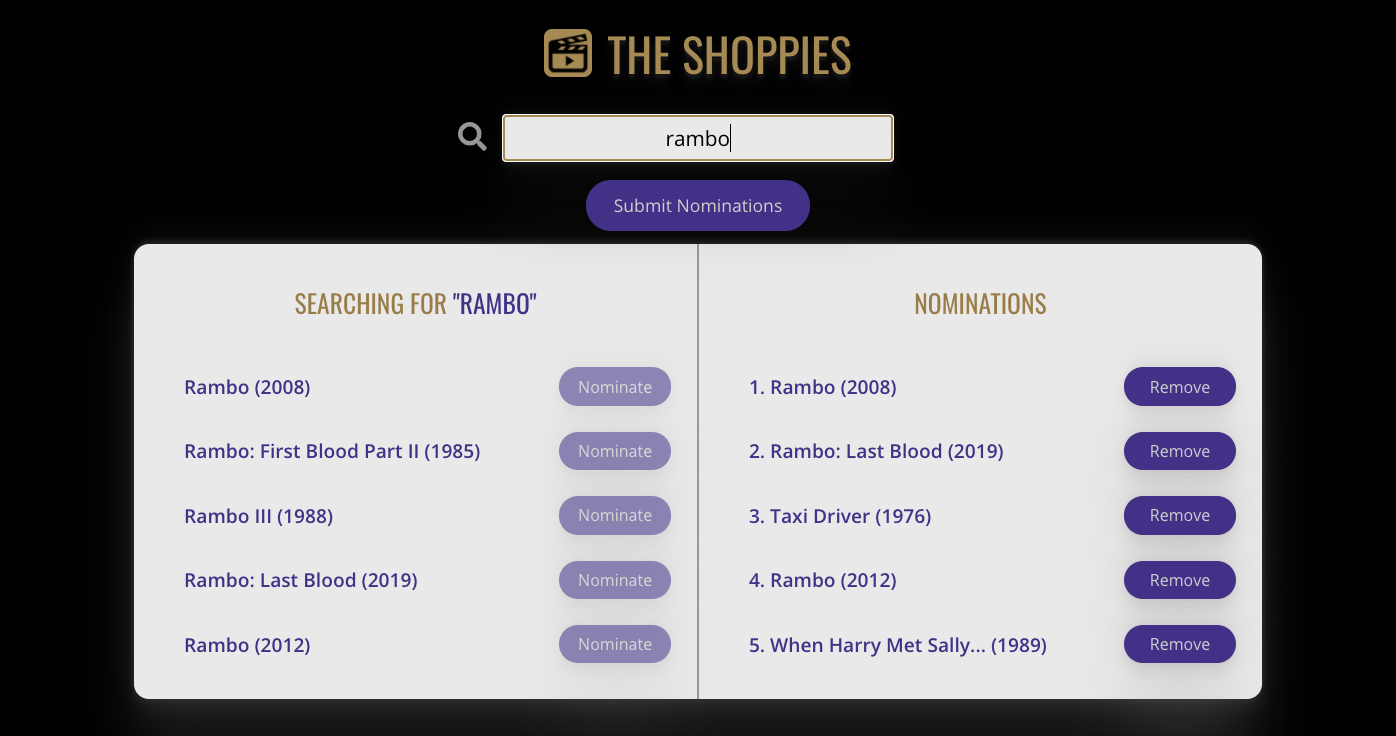 THE SHOPPIES
rambo
Submit Nominations
SEARCHING FOR "RAMBO"
Rambo (2008) Nominate
Rambo: First Blood Part II (1985) Nominate
Rambo III (1988) Nominate
Rambo: Last Blood (2019) Nominate
Rambo (2012) Nominate
NOMINATIONS
1. Rambo (2008) Remove
2. Rambo: Last Blood (2019) Remove
3. Taxi Driver (1976) Remove
4. Rambo (2012) Remove
5. When Harry Met Sally... (1989) Remove